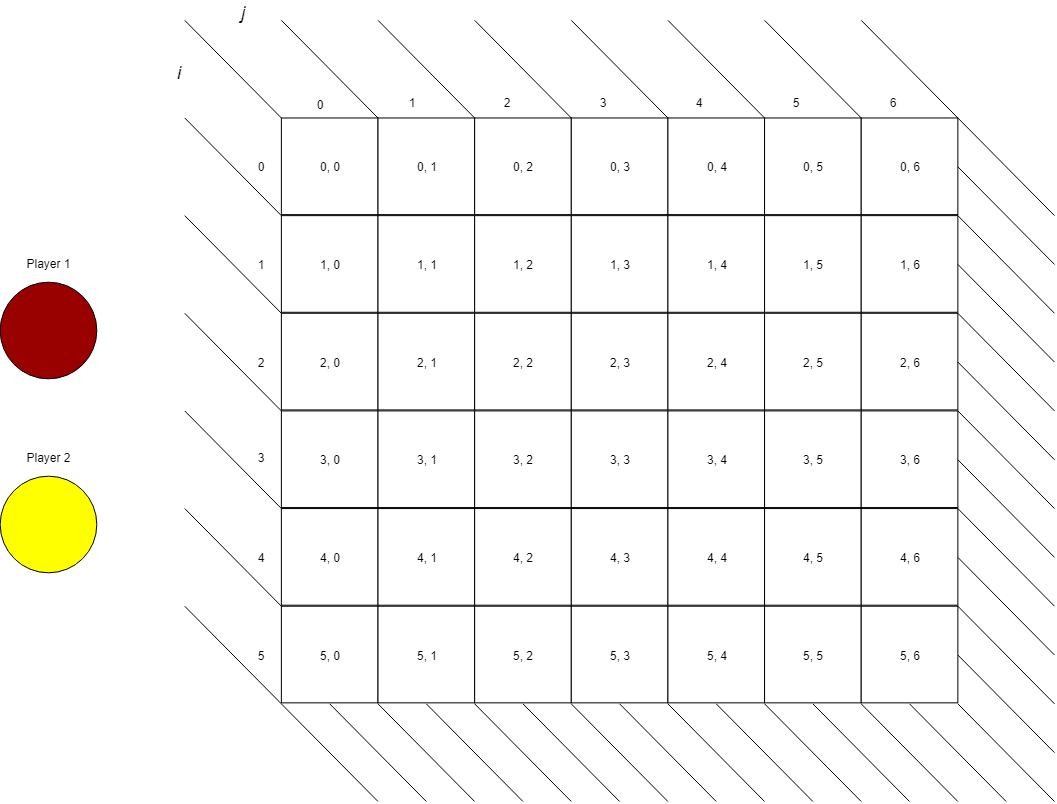 j
i
0 1 2 3 4 5 6
0 0, 0 0, 1 0, 2 0, 3 0, 4 0, 5 0, 6
Player 1
1 1, 0 1, 1 1, 2 1, 3 1, 4 1, 5 1, 6
2 2, 0 2, 1 2, 2 2, 3 2, 4 2, 5 2, 6
Player 2
3 3, 0 3, 1 3, 2 3, 3 3, 4 3, 5 3, 6
4 4, 0 4, 1 4, 2 4, 3 4, 4 4, 5 4, 6
5 5, 0 5, 1 5, 2 5, 3 5, 4 5, 5 5, 6